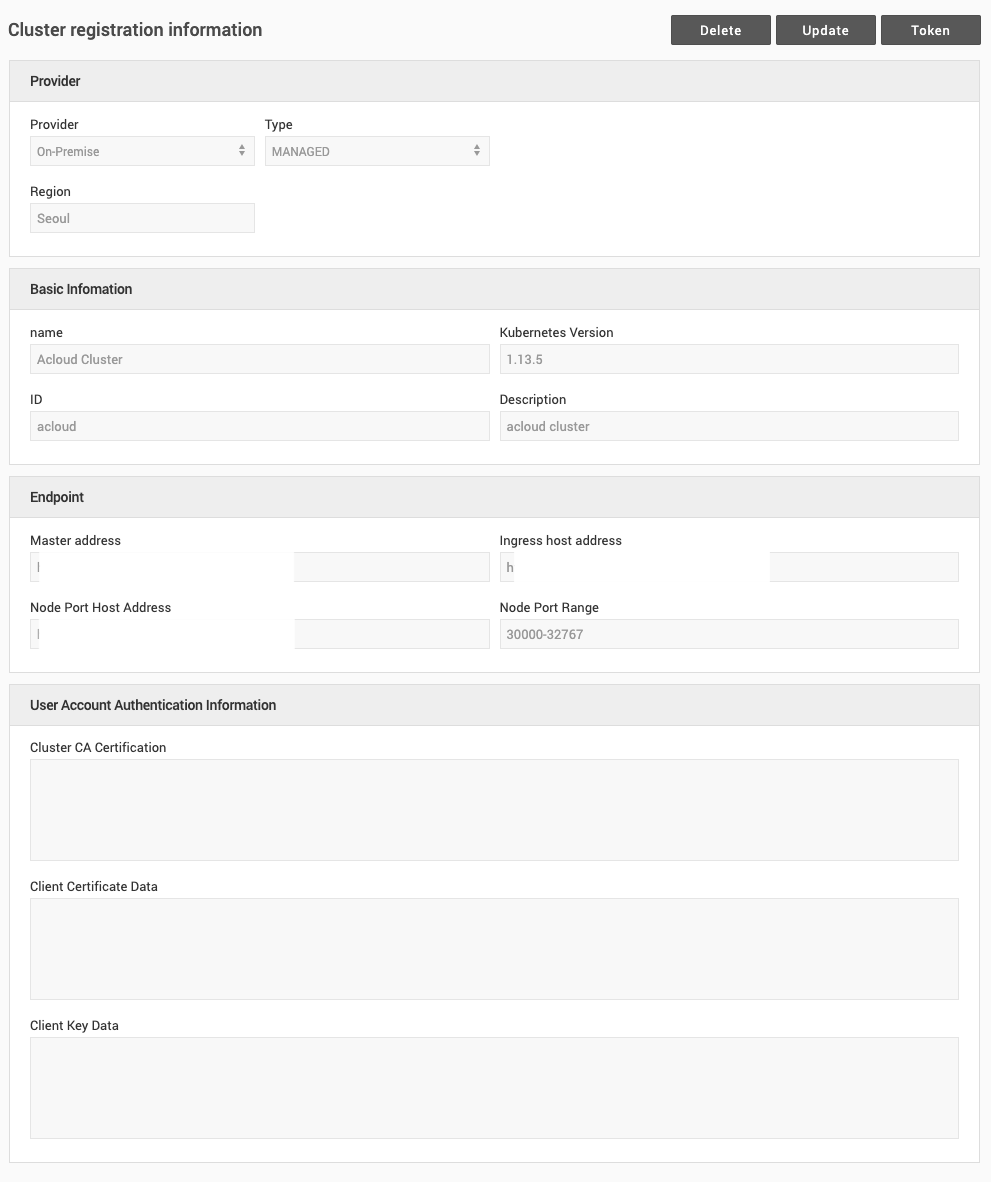 Cluster registration information
Delete Update Token
Provider
Provider Type
On-Premise MANAGED
Region
Seoul
Basic Infomation
name Kubernetes Version
Acloud Cluster 1.13.5
ID Description
acloud acloud cluster
Endpoint
Master address Ingress host address
h
Node Port Host Address Node Port Range
30000-32767
User Account Authentication Information
Cluster CA Certification
Client Certificate Data
Client Key Data